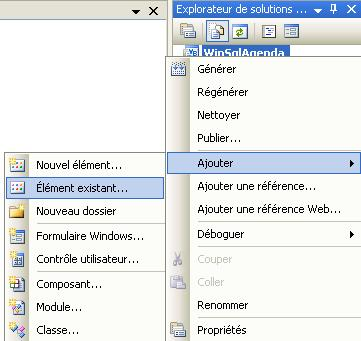 Explorateur de solutions ...
WinSqlAgenda
Générer
Régénérer
Nettoyer
Publier...
Ajouter
Ajouter une référence...
Ajouter une référence Web...
Déboguer
Couper
Coller
Renommer
Propriétés
Nouvel élément...
Élément existant...
Nouveau dossier
Formulaire Windows...
Contrôle utilisateur...
Composant...
Module...
Classe...